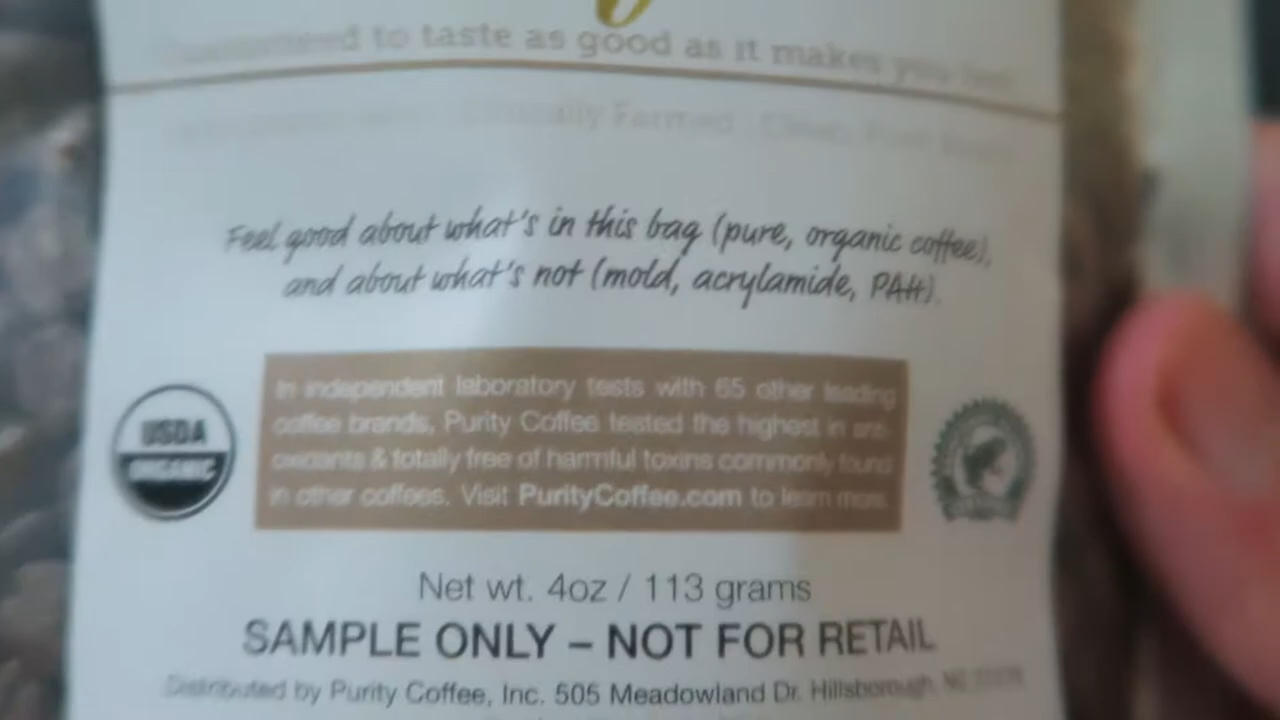 Guaranteed to taste as good as it makes you feel
Farmed
Feel good about what's in this bag (pure, organic coffee),
and about what's not (mold, acrylamide, PAH).
USDA
ORGANIC
In independent laboratory tests with 65 other leading
coffee brands, Purity Coffee tested the highest in anti-
oxidants & totally free of harmful toxins commonly found
in other coffees. Visit PurityCoffee.com to learn more.
Net wt. 4oz / 113 grams
SAMPLE ONLY – NOT FOR RETAIL
Distributed by Purity Coffee, Inc. 505 Meadowland Dr. Hillsborough,